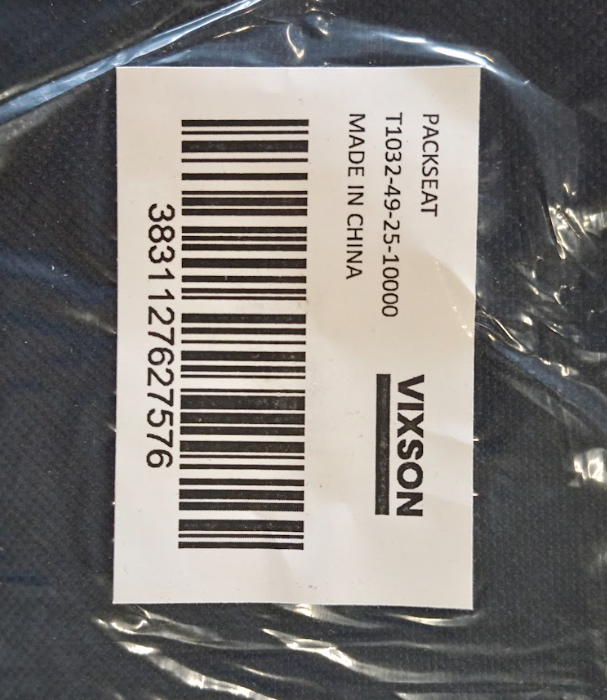 PACKSEAT
T1032-49-25-10000
MADE IN CHINA
VIXSON
3831127627576